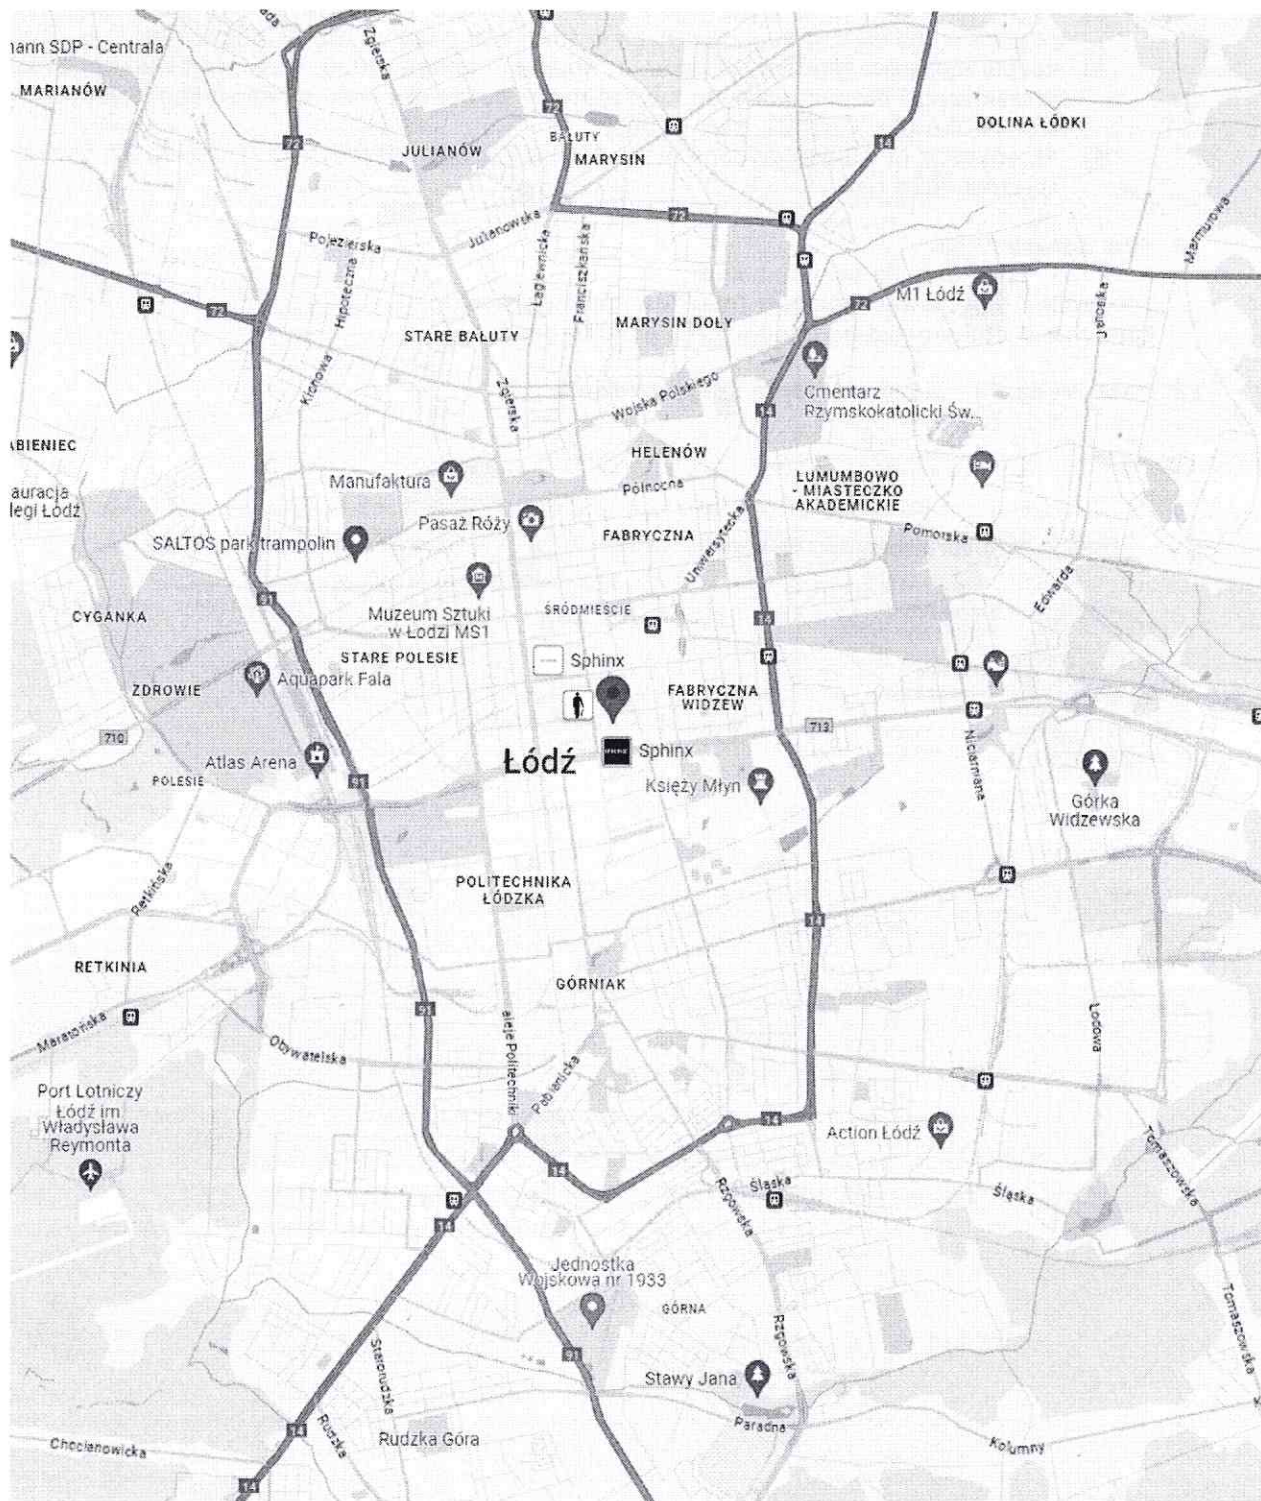 mann SDP - Centrala
Zgierska
MARIANÓW
72
DOLINA ŁÓDKI
BAŁUTY
72
14
JULIANÓW
MARYSIN
72
Julianowska
Pojezierska
Marmurowa
Łagiewnicka
Franciszkańska
Hipoteczna
M1 Łódź
72
72
STARE BAŁUTY
MARYSIN DOŁY
Klonowa
Zgierska
Wojska Polskiego
14
Cmentarz
Rzymskokatolicki Św...
ABIENIEC
HELENÓW
Manufaktura
Północna
LUMUMBOWO
- MIASTECZKO
AKADEMICKIE
auracja
legi Łódź
Pasaż Róży
SALTOS park trampolin
FABRYCZNA
Uniwersytecka
Pomorska
Edwarda
91
CYGANKA
Muzeum Sztuki
w Łodzi MS1
ŚRÓDMIEŚCIE
14
STARE POLESIE
Sphinx
ZDROWIE
Aquapark Fala
FABRYCZNA
WIDZEW
710
713
Niciarniana
Atlas Arena
Łódź
Sphinx
POLESIE
91
Księży Młyn
Górka
Widzewska
Retkińska
POLITECHNIKA
ŁÓDZKA
14
RETKINIA
GÓRNIAK
91
Maratońska
Obywatelska
aleje Politechniki
Łodowa
Pabianicka
Port Lotniczy
Łódź im.
Władysława
Reymonta
14
Action Łódź
Tomaszowska
14
Rzgowska
Śląska
Śląska
14
Jednostka
Wojskowa nr 1933
GÓRNA
Tomaszowska
Starorudzka
91
Rzgowska
Stawy Jana
Paradna
14
Rudzka
Rudzka Góra
Kolumny
Chocianowicka
14